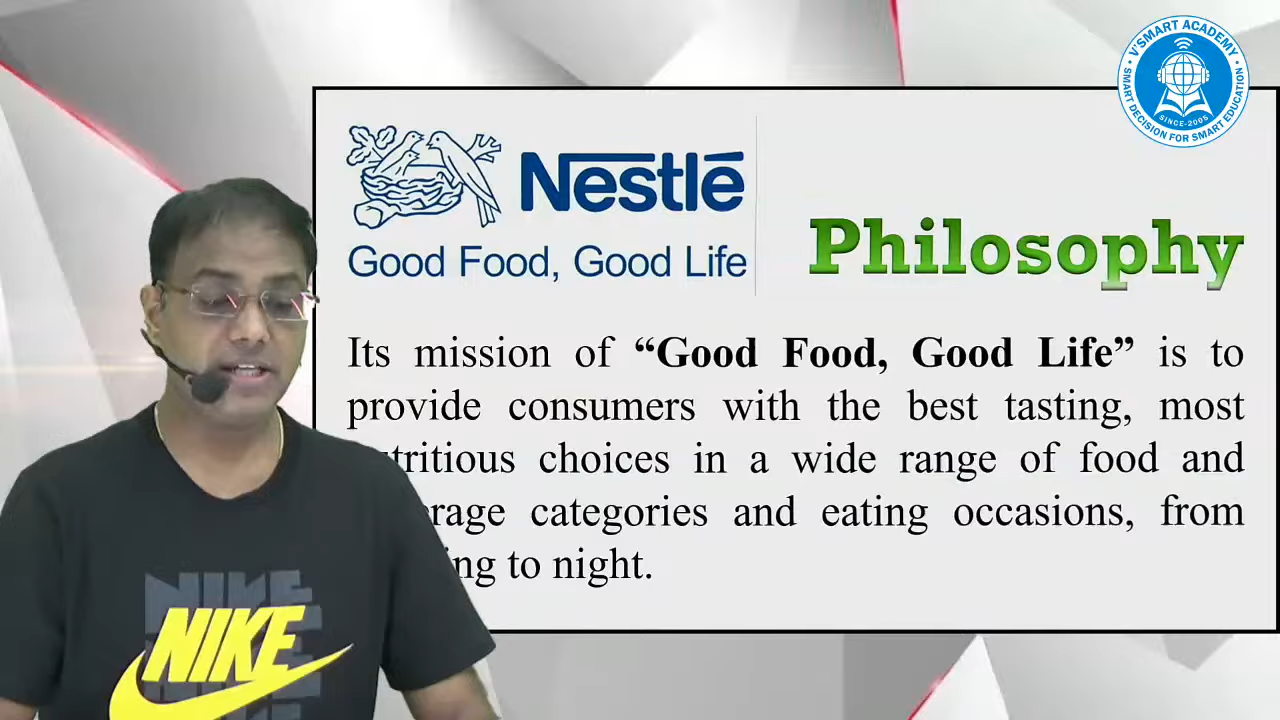 V'SMART ACADEMY
SMART DECISION FOR SMART EDUCATION
SINCE-2005
Nestlé
Good Food, Good Life
Philosophy
Its mission of “Good Food, Good Life” is to
provide consumers with the best tasting, most
choices in a wide range of food and
categories and eating occasions, from
to night.
NIKE
NIKE